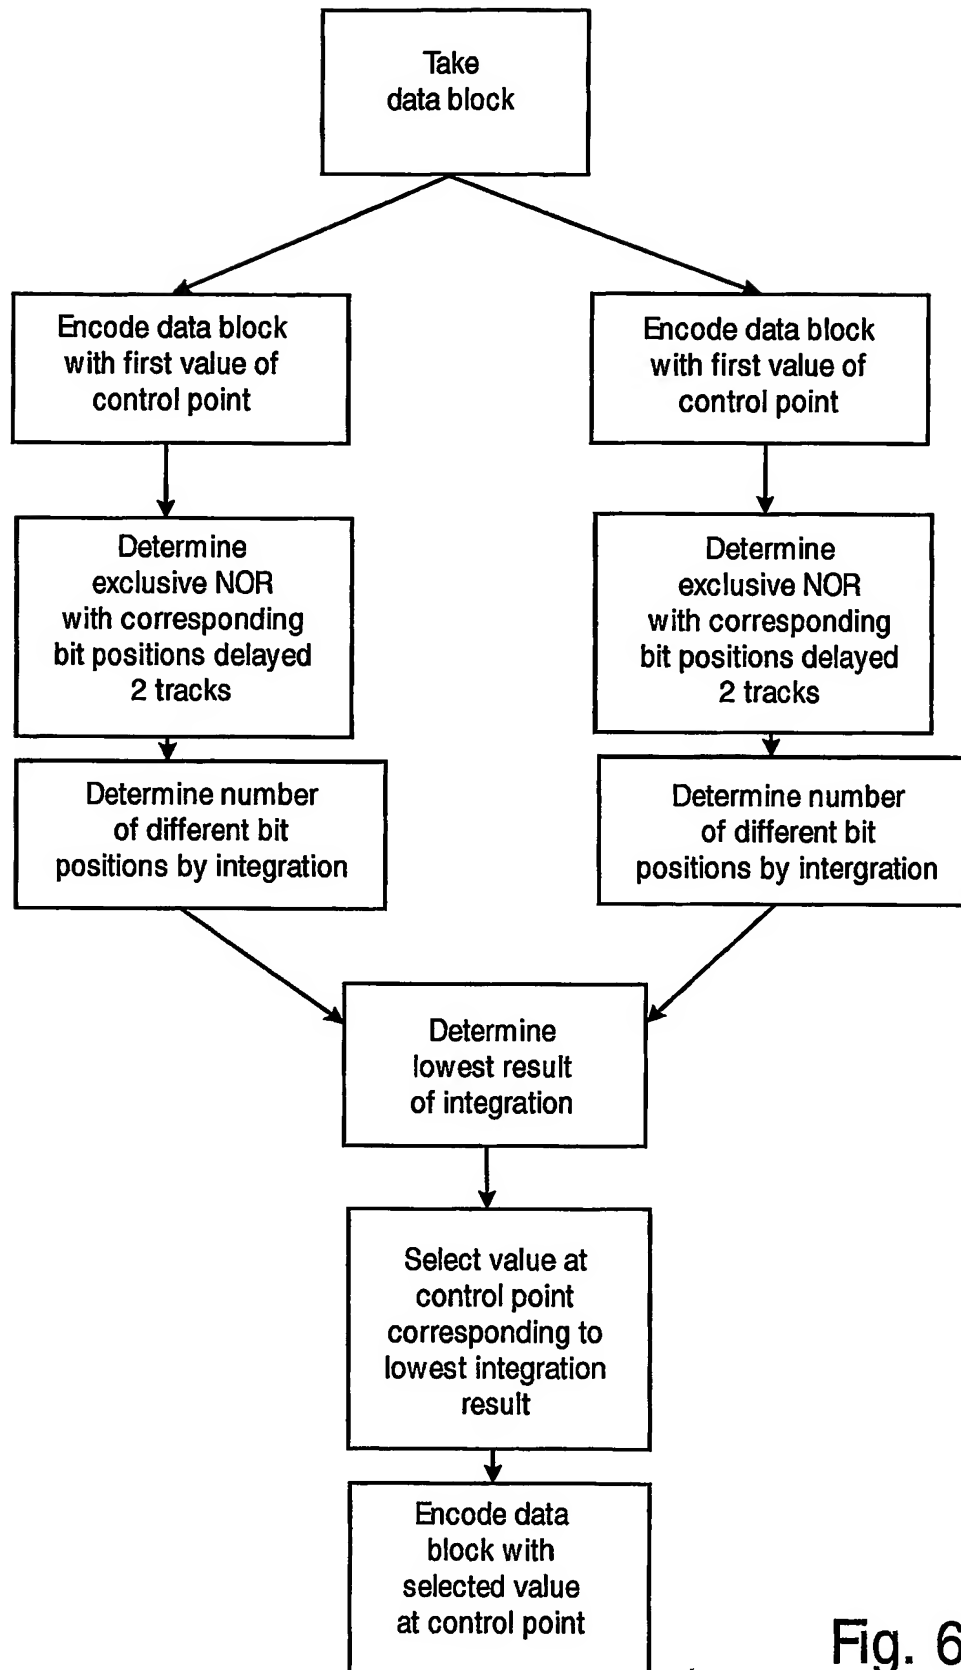 Take
data block
Encode data block
with first value of
control point
Encode data block
with first value of
control point
Determine
exclusive NOR
with corresponding
bit positions delayed
2 tracks
Determine
exclusive NOR
with corresponding
bit positions delayed
2 tracks
Determine number
of different bit
positions by integration
Determine number
of different bit
positions by intergration
Determine
lowest result
of integration
Select value at
control point
corresponding to
lowest integration
result
Encode data
block with
selected value
at control point
Fig. 6